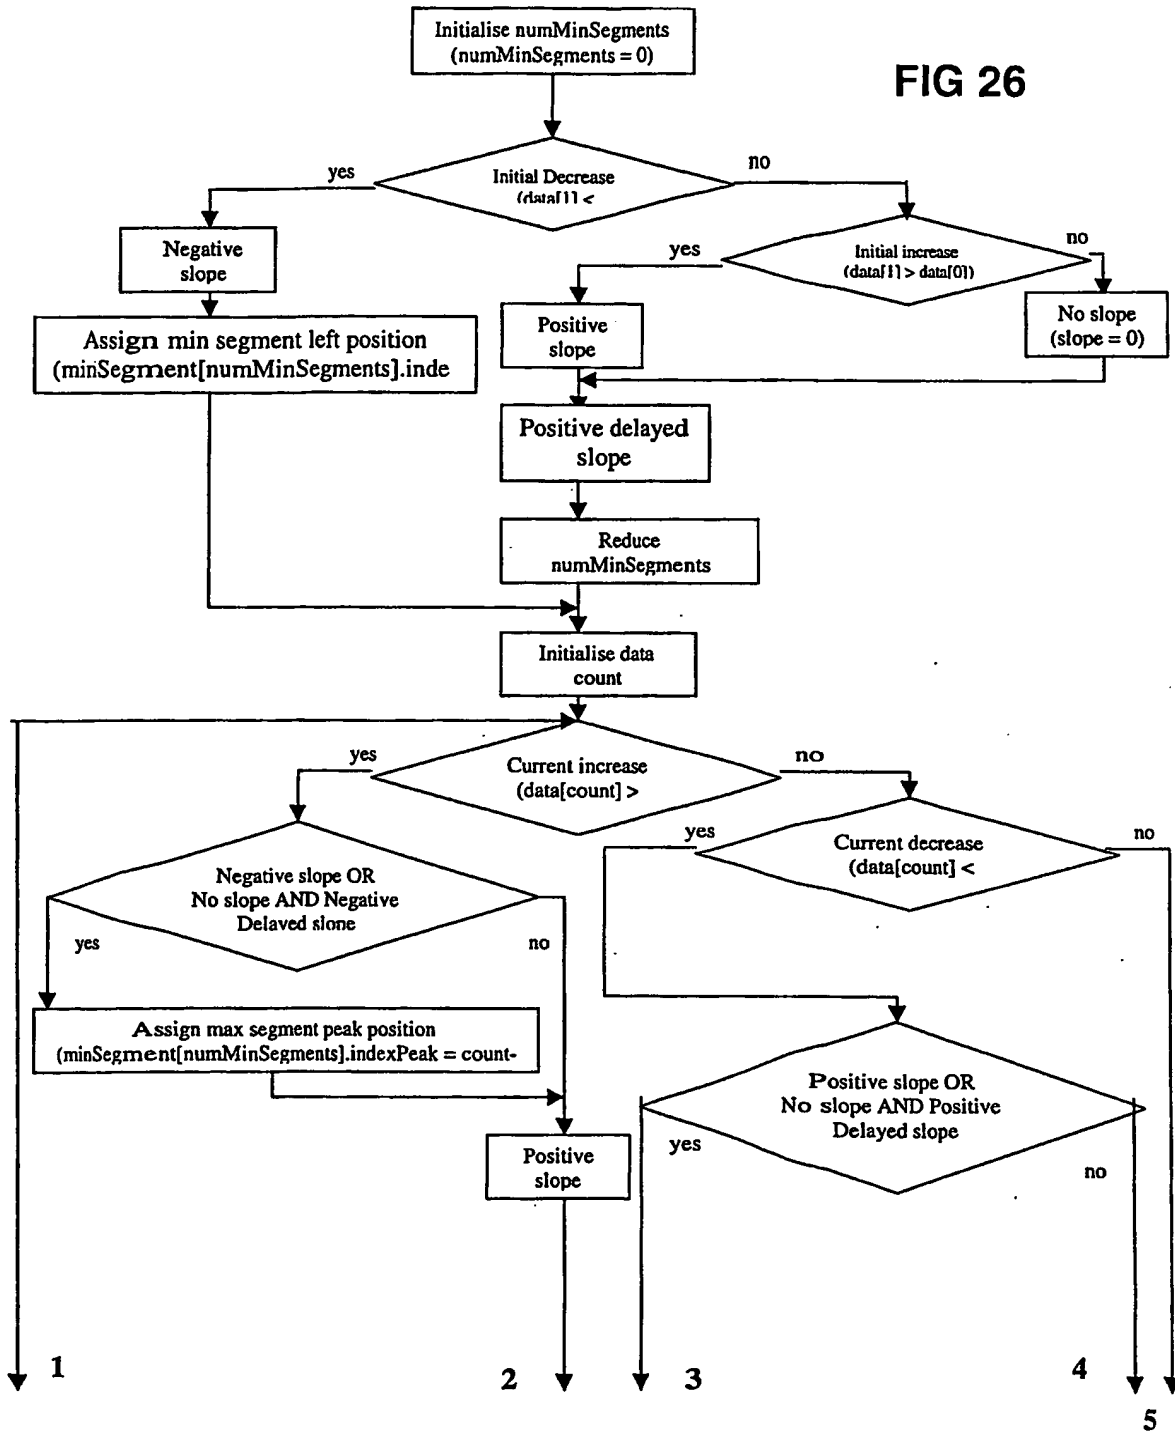 Initialise numMinSegments
(numMinSegments = 0)
FIG 26
yes
Initial Decrease
(data[1] <
no
Negative
slope
yes
Initial increase
(data[1] > data[0])
no
Assign min segment left position
(minSegment[numMinSegments].inde
Positive
slope
No slope
(slope = 0)
Positive delayed
slope
Reduce
numMinSegments
Initialise data
count
yes
Current increase
(data[count] >
no
yes
Current decrease
(data[count] <
no
Negative slope OR
No slope AND Negative
Delayed slone
yes
no
Assign max segment peak position
(minSegment[numMinSegments].indexPeak = count-
Positive slope OR
No slope AND Positive
Delayed slope
yes
no
Positive
slope
1
2
3
4
5